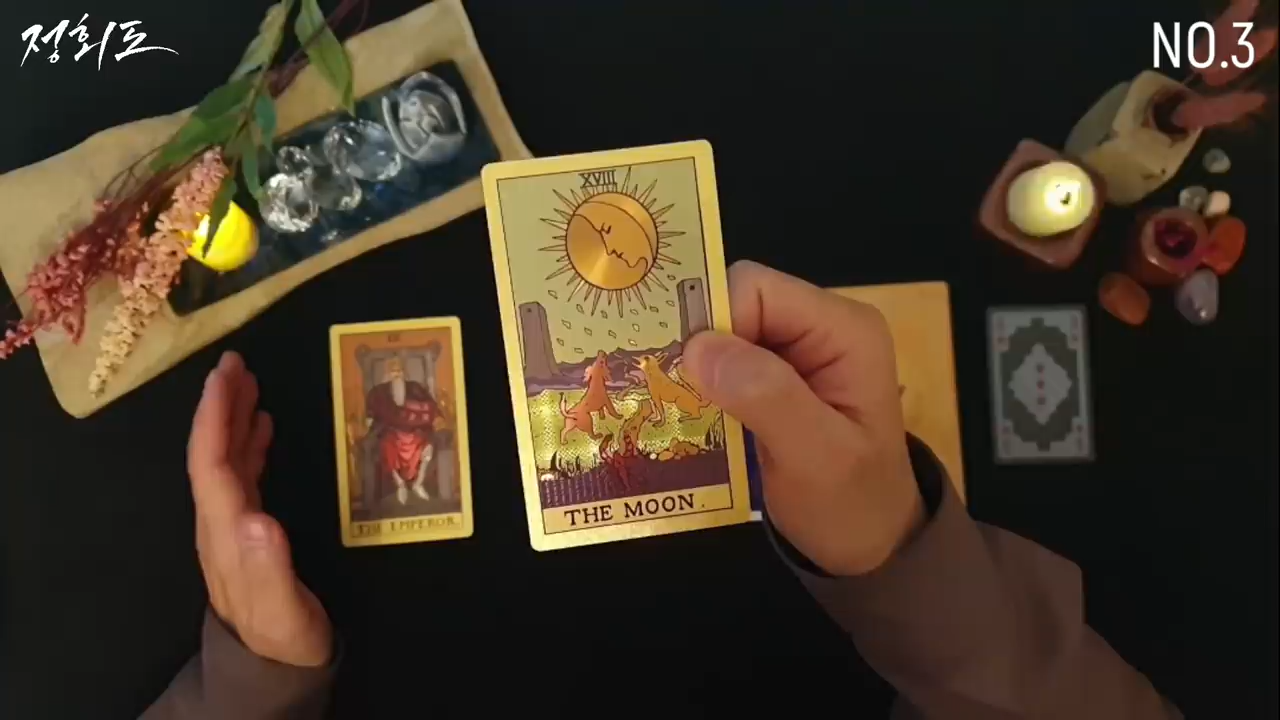 정회도
NO.3
XVIII
THE MOON.
THE EMPEROR.